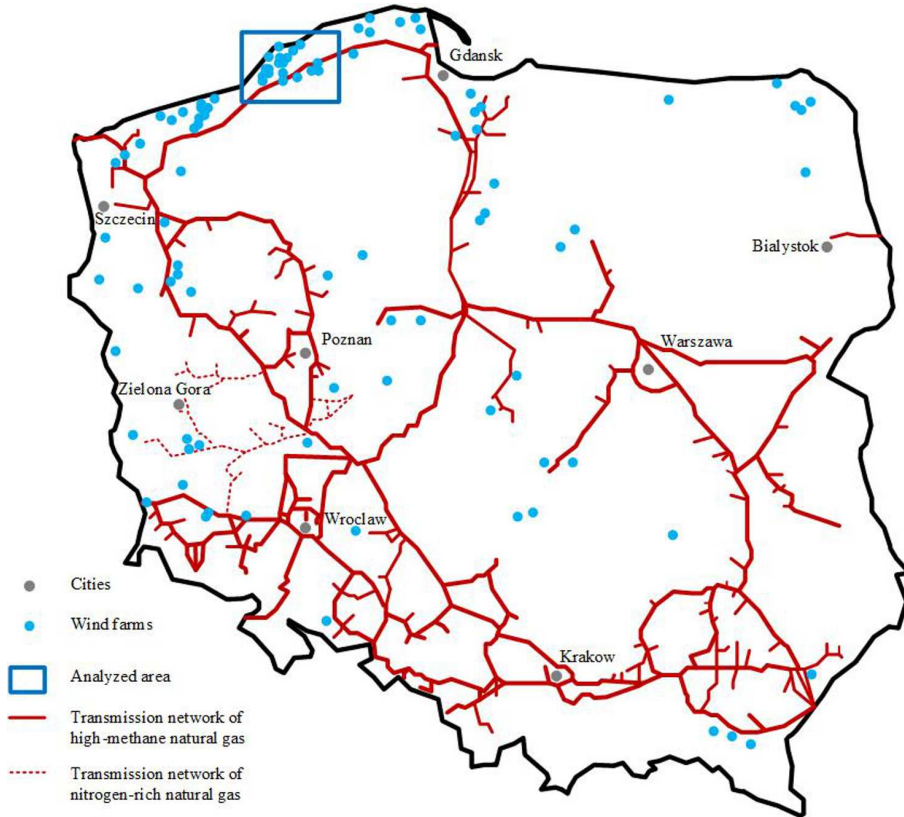 Gdansk
Szczecin
Bialystok
Poznan
Warszawa
Zielona Gora
Wroclaw
Krakow
Cities
Wind farms
Analyzed area
Transmission network of
high-methane natural gas
Transmission network of
nitrogen-rich natural gas